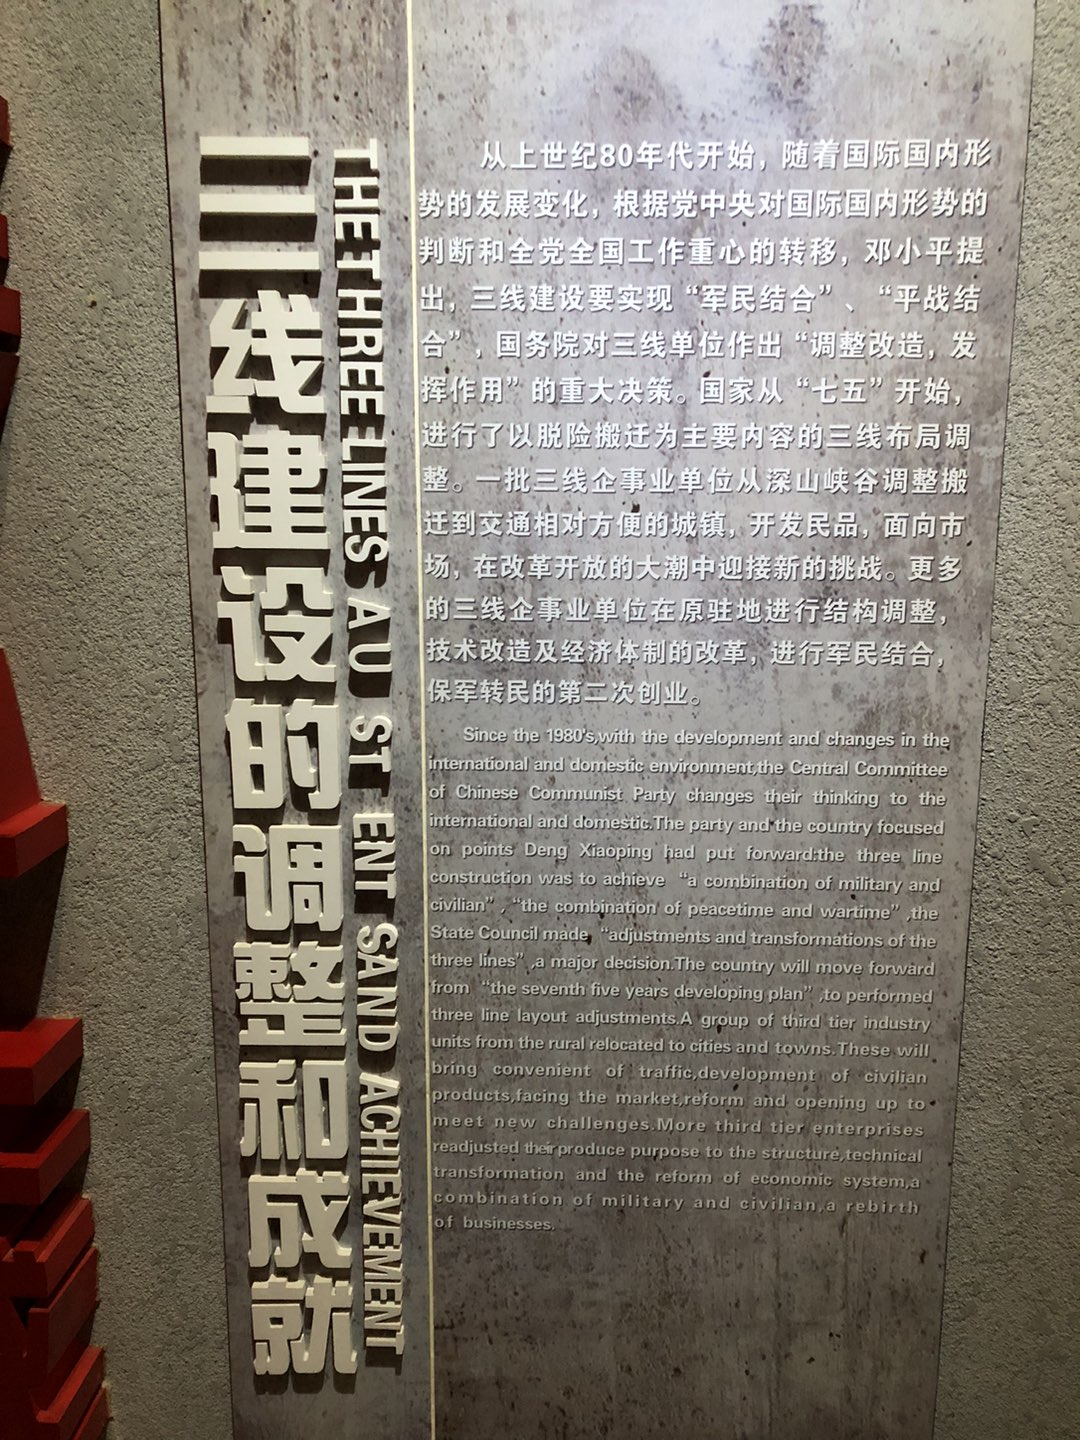 三线建设的调整和成就
THE THREE LINES AU ST ENT SAND ACHIEVEMENT
从上世纪80年代开始，随着国际国内形
势的发展变化，根据党中央对国际国内形势的
判断和全党全国工作重心的转移，邓小平提
出，三线建设要实现“军民结合”、“平战结
合”，国务院对三线单位作出“调整改造，发
挥作用”的重大决策。国家从“七五”开始，
进行了以脱险搬迁为主要内容的三线布局调
整。一批三线企事业单位从深山峡谷调整搬
迁到交通相对方便的城镇，开发民品，面向市
场，在改革开放的大潮中迎接新的挑战。更多
的三线企事业单位在原驻地进行结构调整，
技术改造及经济体制的改革，进行军民结合，
保军转民的第二次创业。
Since the 1980's,with the development and changes in the
international and domestic environment,the Central Committee
of Chinese Communist Party changes their thinking to the
international and domestic.The party and the country focused
on points Deng Xiaoping had put forward:the three line
construction was to achieve “a combination of military and
civilian”,“the combination of peacetime and wartime”,the
State Council made “adjustments and transformations of the
three lines”,a major decision.The country will move forward
from “the seventh five years developing plan”,to performed
three line layout adjustments.A group of third tier industry
units from the rural relocated to cities and towns.These will
bring convenient of traffic,development of civilian
products,facing the market,reform and opening up to
meet new challenges.More third tier enterprises
readjusted their produce purpose to the structure,technical
transformation and the reform of economic system,a
combination of military and civilian,a rebirth
of businesses.